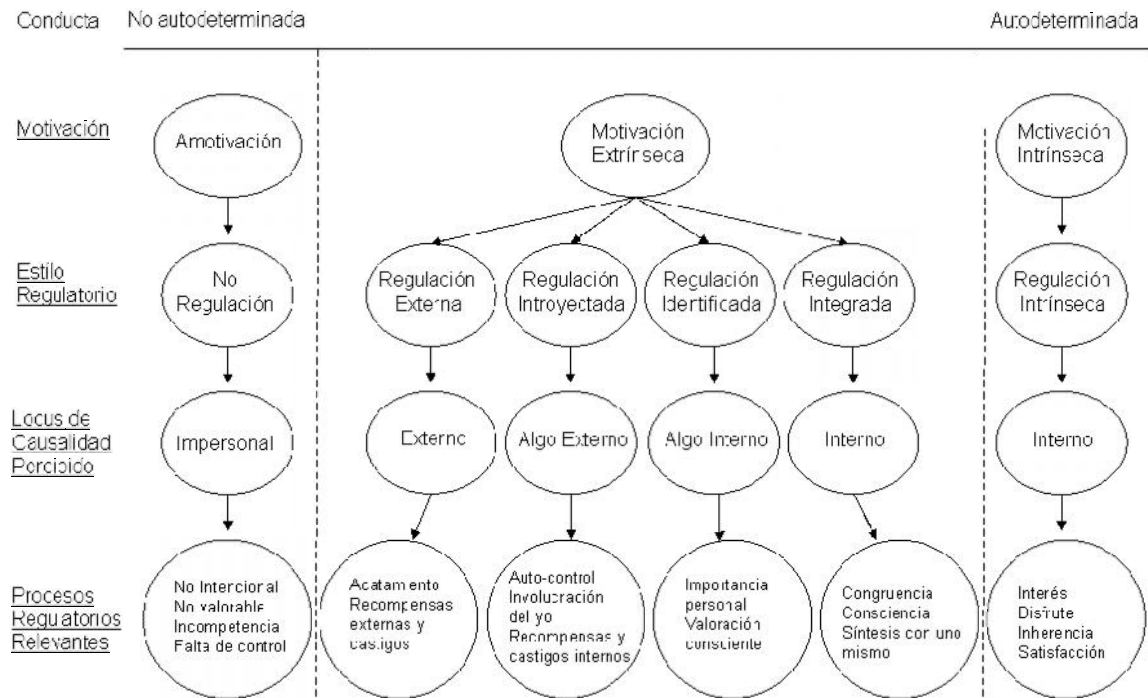 Conducta No autodeterminada Autodeterminada
Motivación
Amotivación
Motivación
Extrínseca
Motivación
Intrínseca
Estilo
Regulatorio
No
Regulación
Regulación
Externa
Regulación
Introyectada
Regulación
Identificada
Regulación
Integrada
Regulación
Intrínseca
Locus de
Causalidad
Porcibido
Impersonal
Externo
Algo Externo
Algo Interno
Interno
Interno
Procesos
Regulatorios
Relevantes
No Intencional
No valorable
Incompetencia
Falta de control
Acatamento
Recompensas
externas y
castigos
Auto-control
Involucración
del yo
Recompensas y
castigos internos
Importancia
personal
Valoración
consciente
Congruencia
Consciencia
Síntesis con uno
mismo
Interés
Disfrute
Inherencia
Satisfacción